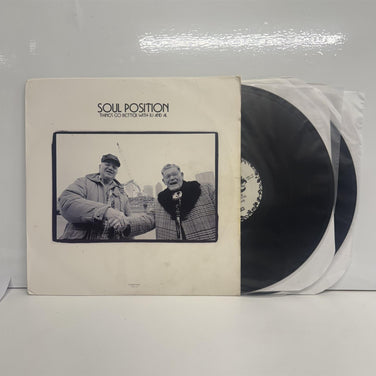 SOUL POSITION
THINGS GO BETTER WITH RJ AND AL